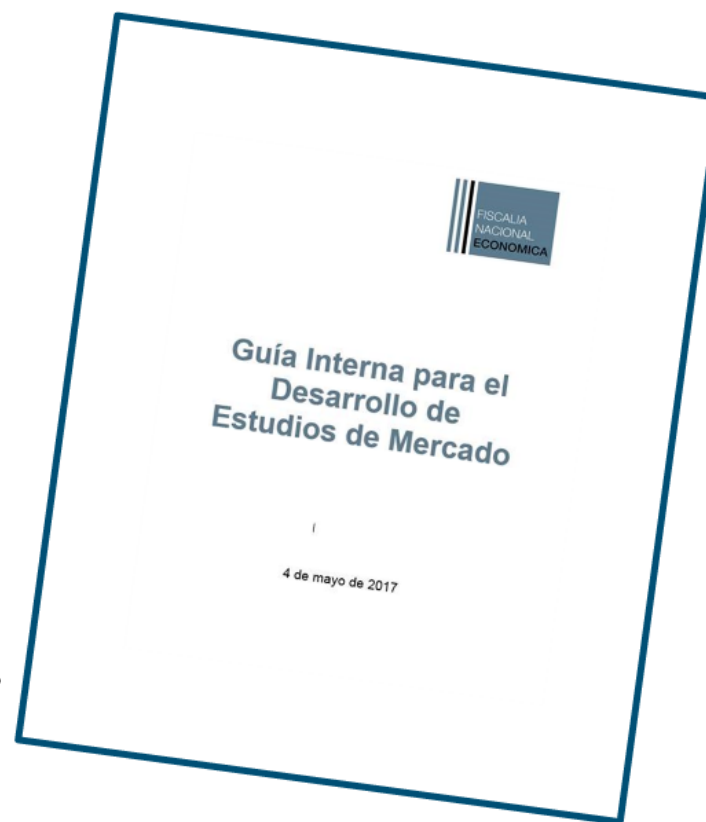 FISCALIA
NACIONAL
ECONOMICA
Guía Interna para el
Desarrollo de
Estudios de Mercado
4 de mayo de 2017